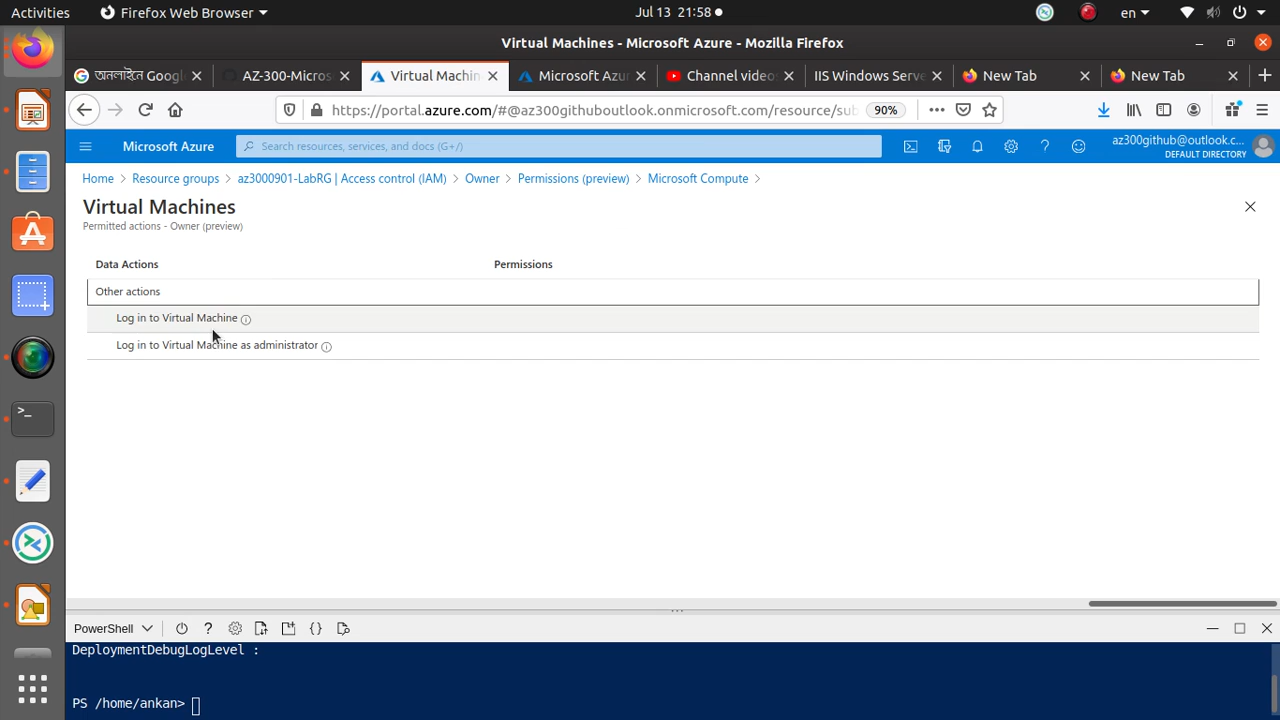 Activities Firefox Web Browser Jul 13 21:58 en
Virtual Machines - Microsoft Azure - Mozilla Firefox
অনলাইনে Googl AZ-300-Micros Virtual Machin Microsoft Azu Channel video IIS Windows Serve New Tab New Tab
https://portal.azure.com/#@az300githuboutlook.onmicrosoft.com/resource/sub 90%
Microsoft Azure Search resources, services, and docs (G+/) az300github@outlook.c...
DEFAULT DIRECTORY
Home > Resource groups > az3000901-LabRG | Access control (IAM) > Owner > Permissions (preview) > Microsoft Compute >
Virtual Machines
Permitted actions - Owner (preview)
Data Actions Permissions
Other actions
Log in to Virtual Machine
Log in to Virtual Machine as administrator
PowerShell
DeploymentDebugLogLevel :
PS /home/ankan>